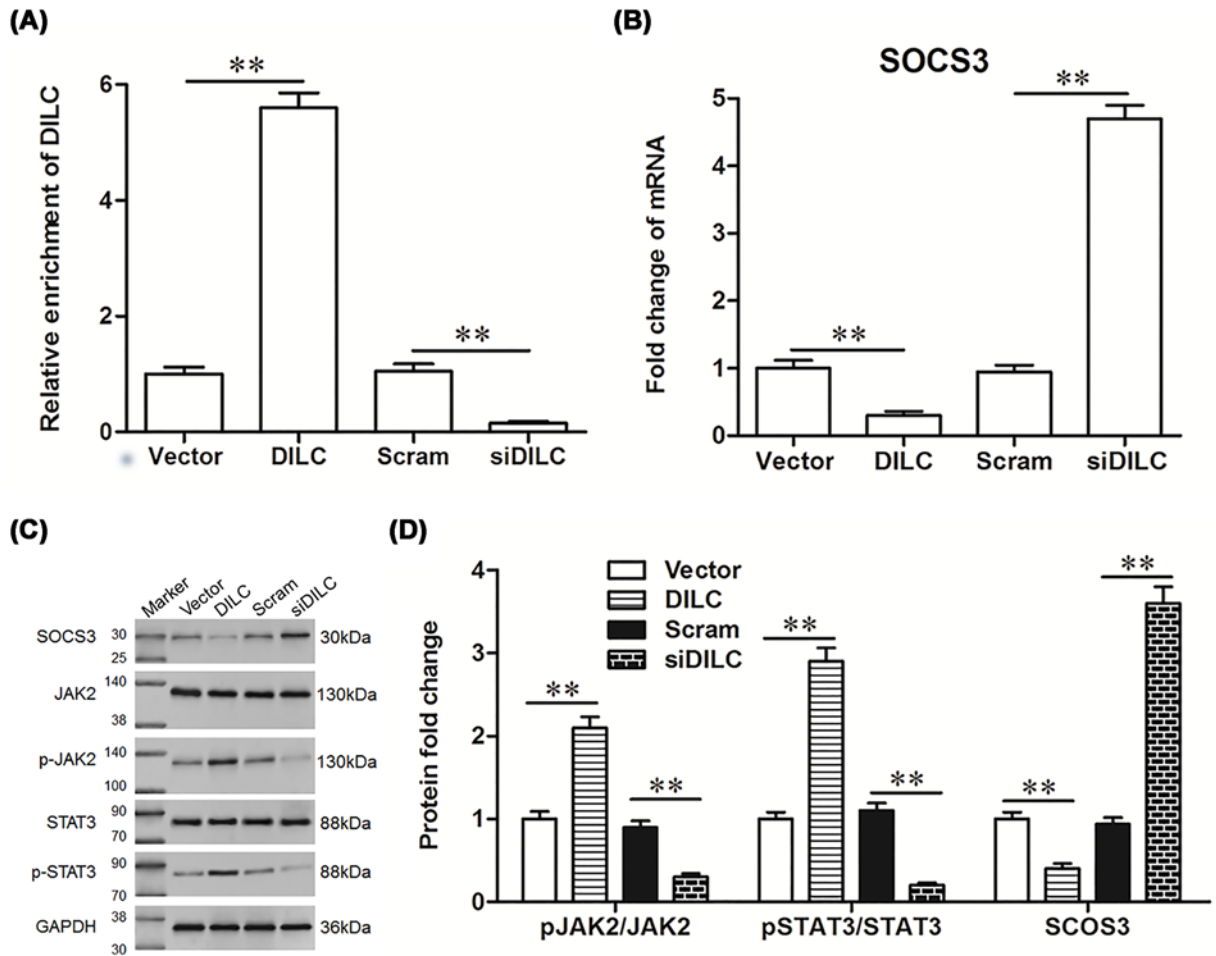 (A)
Relative enrichment of DILC
6
4
2
0
**
**
Vector DILC Scram siDILC
(B)
SOCS3
Fold change of mRNA
5
4
3
2
1
0
**
**
Vector DILC Scram siDILC
(C)
Marker Vector DILC Scram siDILC
SOCS3 30 30kDa
25
140
JAK2 130kDa
38
140
p-JAK2 130kDa
100
90
STAT3 88kDa
70
90
p-STAT3 88kDa
70
38
GAPDH 36kDa
30
(D)
Protein fold change
4
3
2
1
0
Vector
DILC
Scram
siDILC
** ** ** ** ** **
pJAK2/JAK2 pSTAT3/STAT3 SCOS3